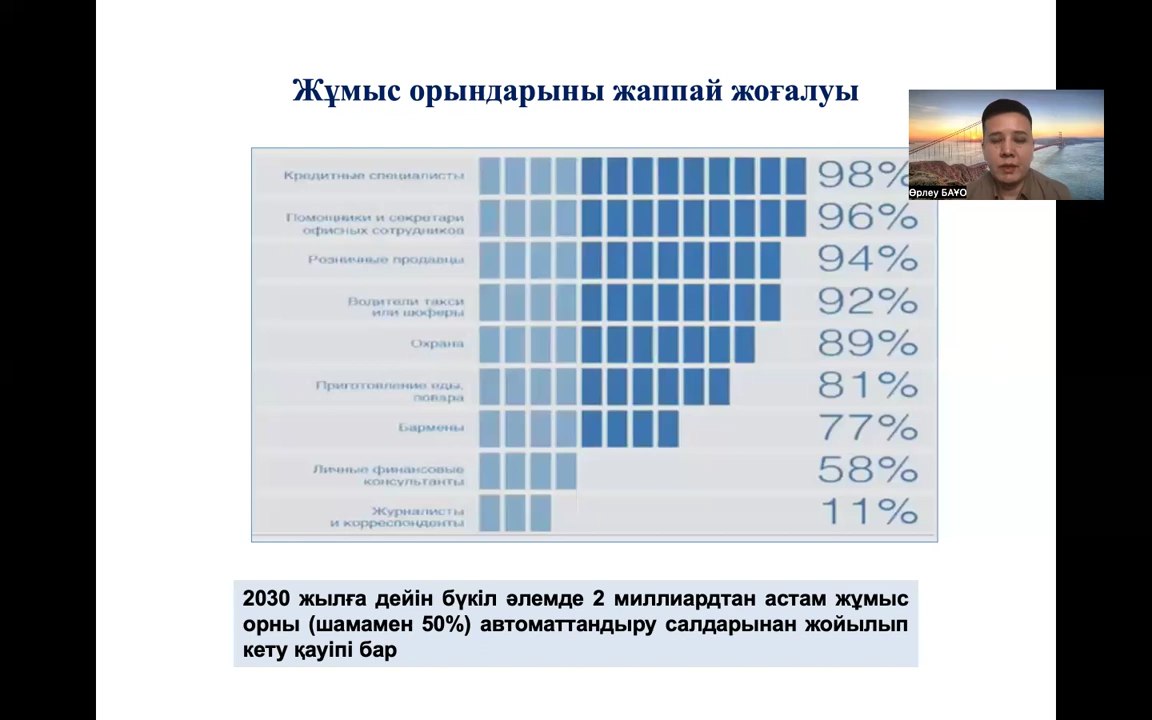 Жұмыс орындарыны жаппай жоғалуы
Кредитные специалисты 98%
Помощники и секретари
офисных сотрудников 96%
Розничные продавцы 94%
Водители такси
или шоферы 92%
Охрана 89%
Приготовление еды,
повара 81%
Бармены 77%
Личные финансовые
консультанты 58%
Журналисты
и корреспонденты 11%
Өрлеу БАҰО
2030 жылға дейін бүкіл әлемде 2 миллиардтан астам жұмыс
орны (шамамен 50%) автоматтандыру салдарынан жойылып
кету қауіпі бар